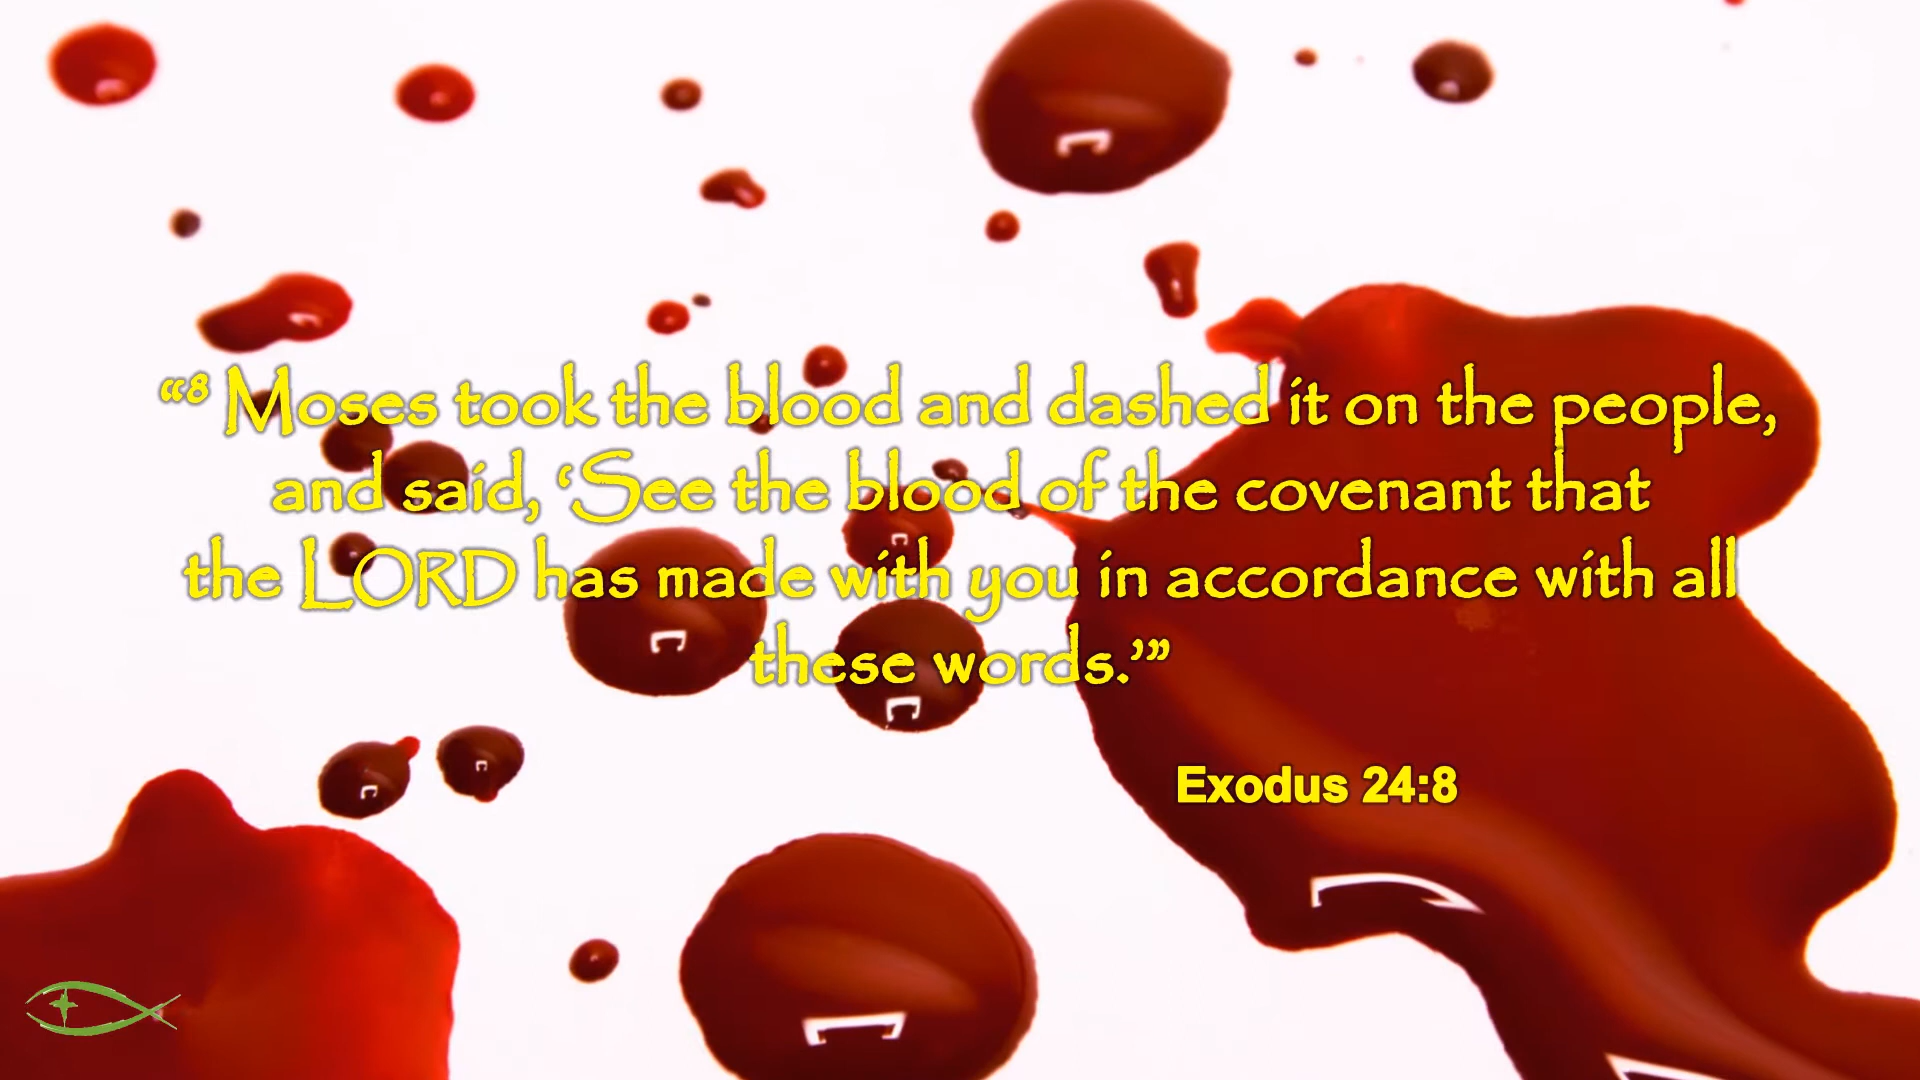 “⁸ Moses took the blood and dashed it on the people,
and said, ‘See the blood of the covenant that
the LORD has made with you in accordance with all
these words.’”
Exodus 24:8